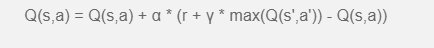 Q(s,a) = Q(s,a) + α * (r + γ * max(Q(s',a')) - Q(s,a))